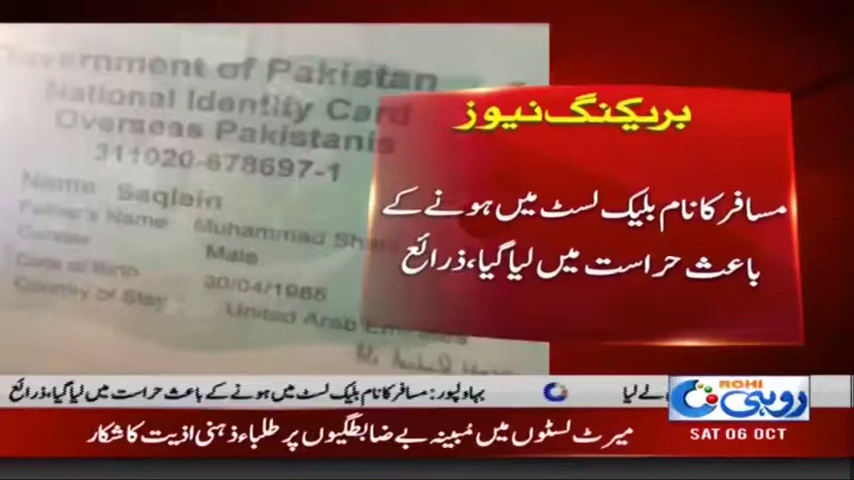 Government of Pakistan
National Identity Card
Overseas Pakistanis
311020-678697-1
Name Saqlain
Father's Name Muhammad
Gender Male
Date of Birth 30/04/1985
Country of Stay United Arab Emirates
بریکنگ نیوز
مسافر کا نام بلیک لسٹ میں ہونے کے
باعث حراست میں لیا گیا، ذرائع
لے لیا
بہاولپور: مسافر کا نام بلیک لسٹ میں ہونے کے باعث حراست میں لیا گیا، ذرائع
ROHI
روہی
میرٹ لسٹوں میں مبینہ بے ضابطگیوں پر طلباء ذہنی اذیت کا شکار
SAT 06 OCT